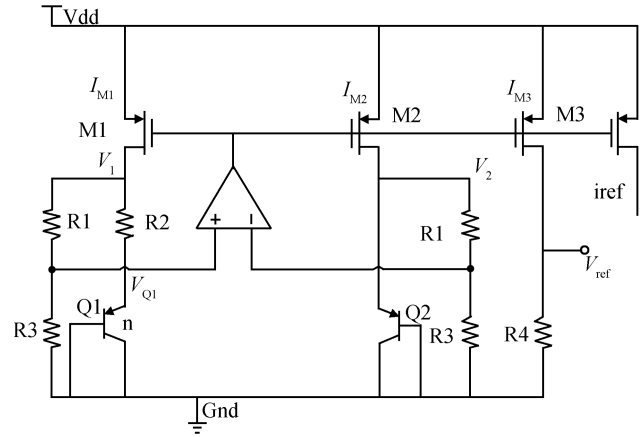 Vdd
I_M1
I_M2
I_M3
M1
M2
M3
V_1
V_2
iref
R1
R2
+
-
R1
V_ref
V_Q1
Q1
n
Q2
R3
R3
R4
Gnd